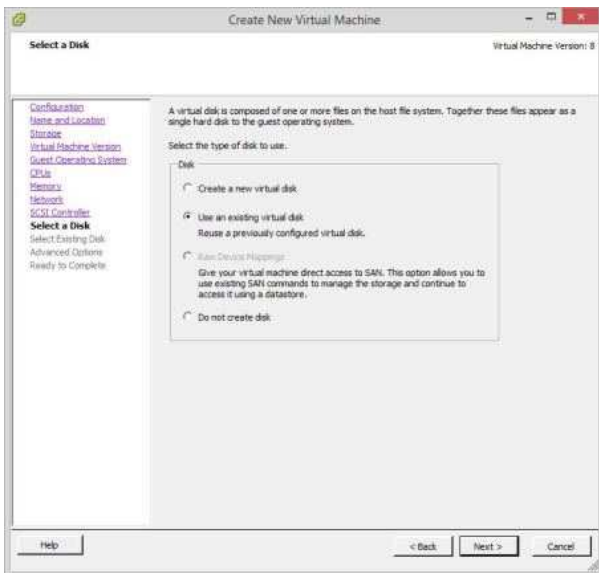 Create New Virtual Machine
Select a Disk
Virtual Machine Version: 8
Configuration
Name and Location
Storage
Virtual Machine Version
Guest Operating System
CPUs
Memory
Network
SCSI Controller
Select a Disk
Select Existing Disk
Advanced Options
Ready to Complete
A virtual disk is composed of one or more files on the host file system. Together these files appear as a
single hard disk to the guest operating system.
Select the type of disk to use.
Disk
Create a new virtual disk
Use an existing virtual disk
Reuse a previously configured virtual disk.
Raw Device Mappings
Give your virtual machine direct access to SAN. This option allows you to
use existing SAN commands to manage the storage and continue to
access it using a datastore.
Do not create disk
Help
< Back
Next >
Cancel